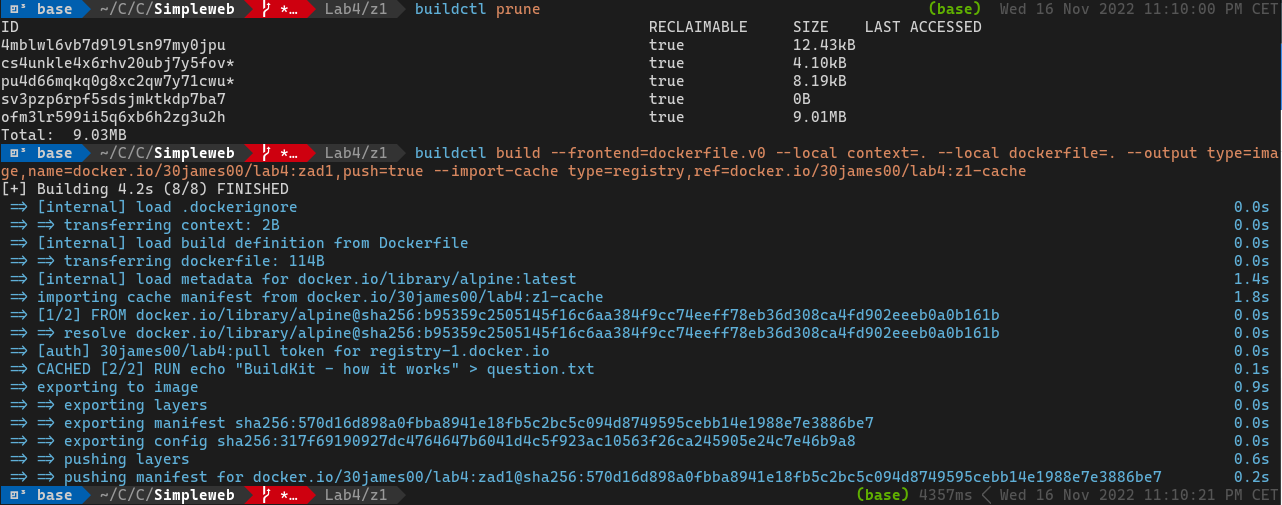 base ~/C/C/Simpleweb *… Lab4/z1 buildctl prune (base) Wed 16 Nov 2022 11:10:00 PM CET
ID RECLAIMABLE SIZE LAST ACCESSED
4mblwl6vb7d9l9lsn97my0jpu true 12.43kB
cs4unkle4x6rhv20ubj7y5fov* true 4.10kB
pu4d66mqkq0g8xc2qw7y71cwu* true 8.19kB
sv3pzp6rpf5sdsjmktkdp7ba7 true 0B
ofm3lr599ii5q6xb6h2zg3u2h true 9.01MB
Total: 9.03MB
base ~/C/C/Simpleweb *… Lab4/z1 buildctl build --frontend=dockerfile.v0 --local context=. --local dockerfile=. --output type=ima
ge,name=docker.io/30james00/lab4:zad1,push=true --import-cache type=registry,ref=docker.io/30james00/lab4:z1-cache
[+] Building 4.2s (8/8) FINISHED
=> [internal] load .dockerignore 0.0s
=> => transferring context: 2B 0.0s
=> [internal] load build definition from Dockerfile 0.0s
=> => transferring dockerfile: 114B 0.0s
=> [internal] load metadata for docker.io/library/alpine:latest 1.4s
=> importing cache manifest from docker.io/30james00/lab4:z1-cache 1.8s
=> [1/2] FROM docker.io/library/alpine@sha256:b95359c2505145f16c6aa384f9cc74eeff78eb36d308ca4fd902eeeb0a0b161b 0.0s
=> => resolve docker.io/library/alpine@sha256:b95359c2505145f16c6aa384f9cc74eeff78eb36d308ca4fd902eeeb0a0b161b 0.0s
=> [auth] 30james00/lab4:pull token for registry-1.docker.io 0.0s
=> CACHED [2/2] RUN echo "BuildKit - how it works" > question.txt 0.1s
=> exporting to image 0.9s
=> => exporting layers 0.0s
=> => exporting manifest sha256:570d16d898a0fbba8941e18fb5c2bc5c094d8749595cebb14e1988e7e3886be7 0.0s
=> => exporting config sha256:317f69190927dc4764647b6041d4c5f923ac10563f26ca245905e24c7e46b9a8 0.0s
=> => pushing layers 0.6s
=> => pushing manifest for docker.io/30james00/lab4:zad1@sha256:570d16d898a0fbba8941e18fb5c2bc5c094d8749595cebb14e1988e7e3886be7 0.2s
base ~/C/C/Simpleweb *… Lab4/z1 (base) 4357ms < Wed 16 Nov 2022 11:10:21 PM CET